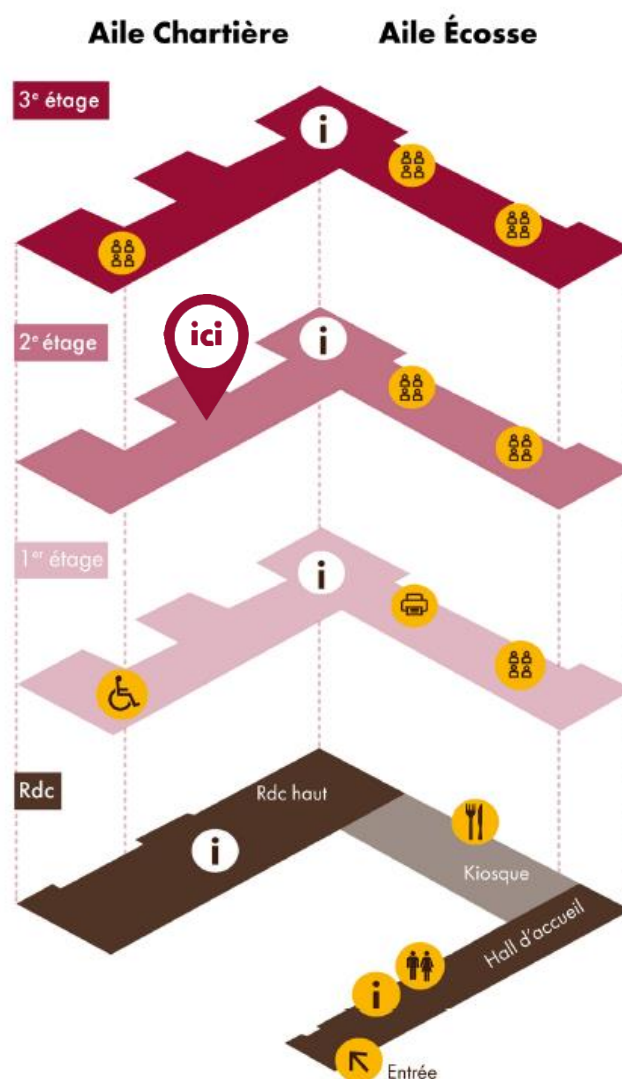 Aile Chartière
Aile Écosse
3e étage
i
ici
2e étage
i
1er étage
i
Rdc
Rdc haut
i
Kiosque
Hall d'accueil
i
Entrée